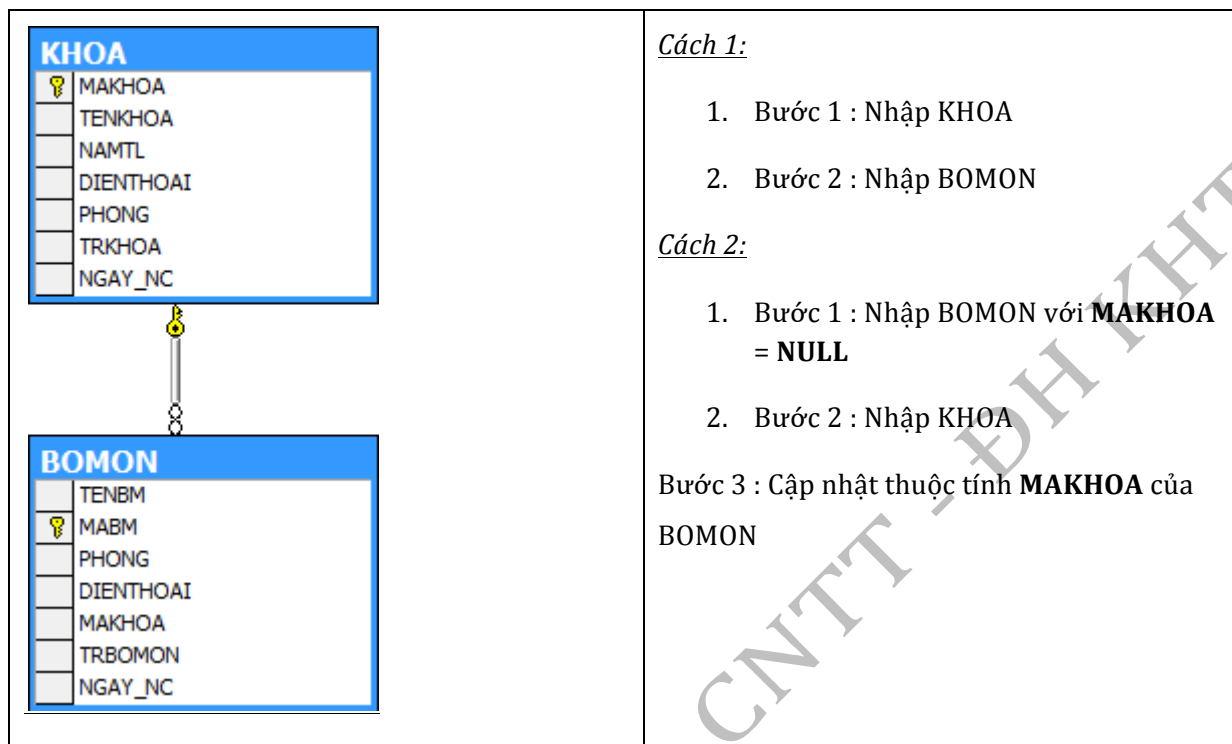 KHOA
MAKHOA
TENKHOA
NAMTL
DIENTHOAI
PHONG
TRKHOA
NGAY_NC
BOMON
TENBM
MABM
PHONG
DIENTHOAI
MAKHOA
TRBOMON
NGAY_NC
Cách 1:
1. Bước 1 : Nhập KHOA
2. Bước 2 : Nhập BOMON
Cách 2:
1. Bước 1 : Nhập BOMON với MAKHOA
= NULL
2. Bước 2 : Nhập KHOA
Bước 3 : Cập nhật thuộc tính MAKHOA của
BOMON
CNTT - ĐH KHT